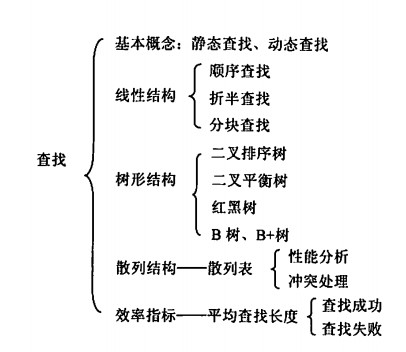 基本概念：静态查找、动态查找
顺序查找
线性结构
折半查找
分块查找
二叉排序树
查找
树形结构
二叉平衡树
红黑树
B 树、B+树
性能分析
散列结构——散列表
冲突处理
查找成功
效率指标——平均查找长度
查找失败